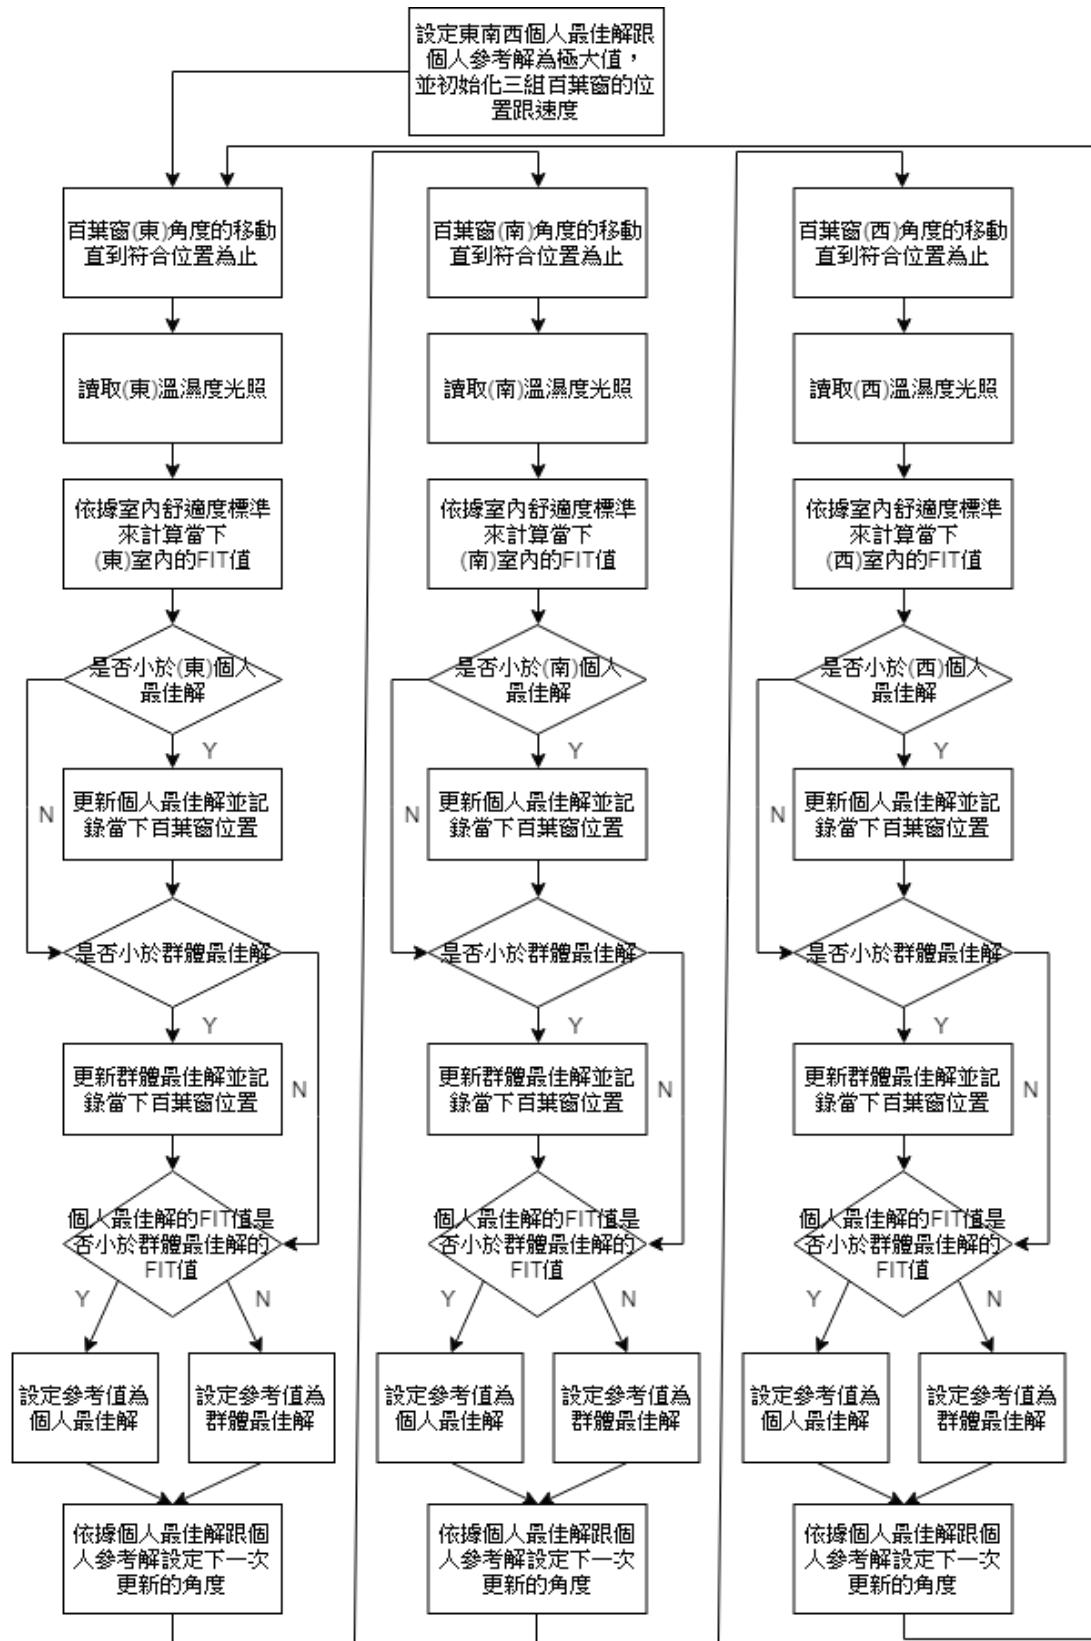 設定東南西個人最佳解跟
個人參考解為極大值，
並初始化三組百葉窗的位
置跟速度
百葉窗(東)角度的移動
直到符合位置為止
讀取(東)溫濕度光照
依據室內舒適度標準
來計算當下
(東)室內的FIT值
是否小於(東)個人
最佳解
Y
N
更新個人最佳解並記
錄當下百葉窗位置
是否小於群體最佳解
Y
N
更新群體最佳解並記
錄當下百葉窗位置
個人最佳解的FIT值是
否小於群體最佳解的
FIT值
Y
N
設定參考值為
個人最佳解
設定參考值為
群體最佳解
依據個人最佳解跟個
人參考解設定下一次
更新的角度
百葉窗(南)角度的移動
直到符合位置為止
讀取(南)溫濕度光照
依據室內舒適度標準
來計算當下
(南)室內的FIT值
是否小於(南)個人
最佳解
Y
N
更新個人最佳解並記
錄當下百葉窗位置
是否小於群體最佳解
Y
N
更新群體最佳解並記
錄當下百葉窗位置
個人最佳解的FIT值是
否小於群體最佳解的
FIT值
Y
N
設定參考值為
個人最佳解
設定參考值為
群體最佳解
依據個人最佳解跟個
人參考解設定下一次
更新的角度
百葉窗(西)角度的移動
直到符合位置為止
讀取(西)溫濕度光照
依據室內舒適度標準
來計算當下
(西)室內的FIT值
是否小於(西)個人
最佳解
Y
N
更新個人最佳解並記
錄當下百葉窗位置
是否小於群體最佳解
Y
N
更新群體最佳解並記
錄當下百葉窗位置
個人最佳解的FIT值是
否小於群體最佳解的
FIT值
Y
N
設定參考值為
個人最佳解
設定參考值為
群體最佳解
依據個人最佳解跟個
人參考解設定下一次
更新的角度